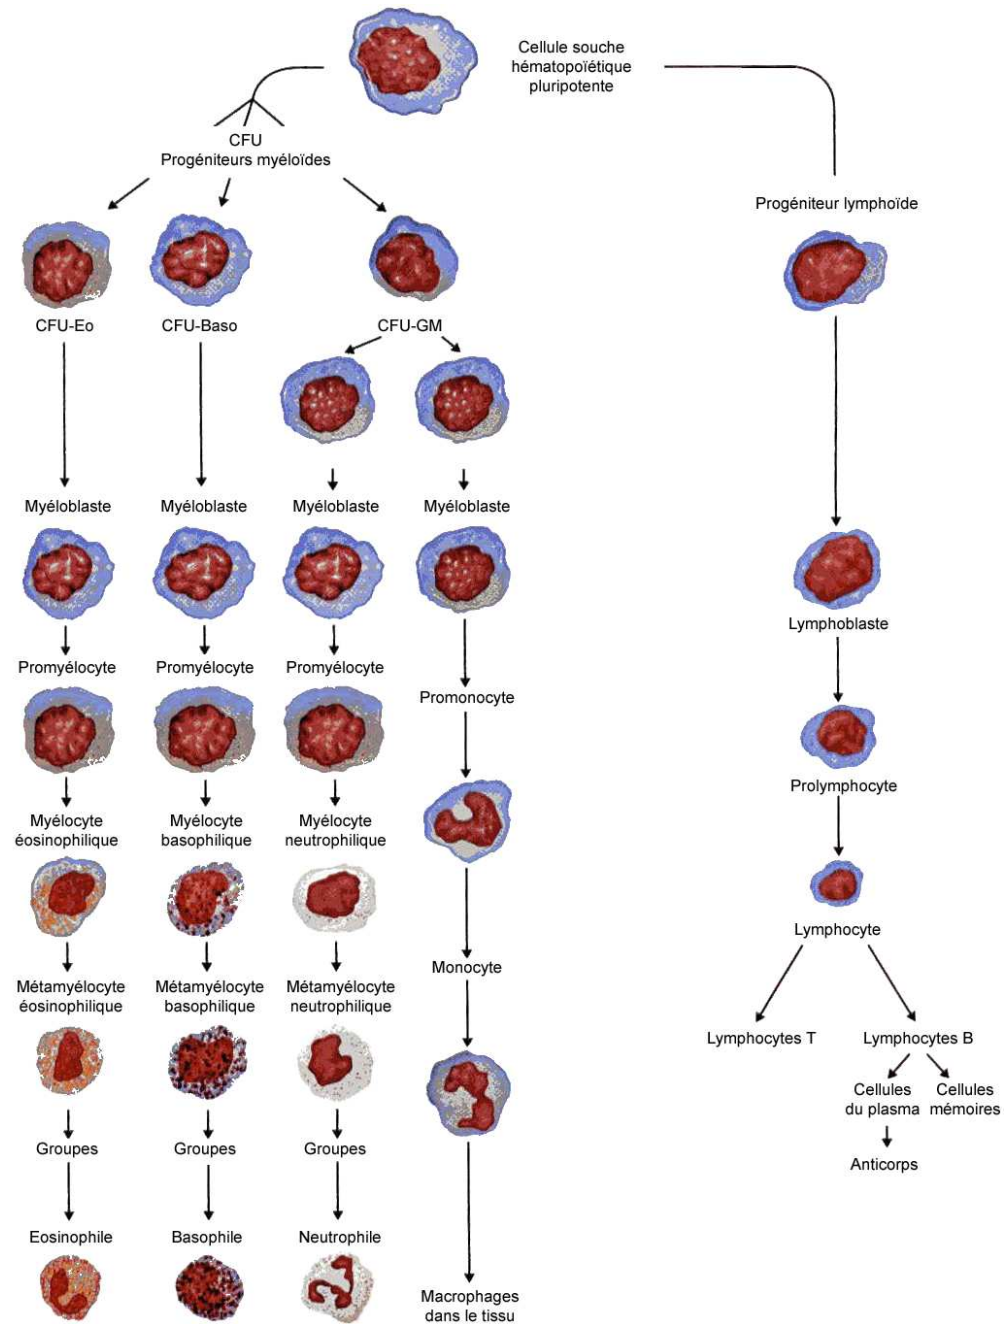 Cellule souche
hématopoïétique
pluripotente
CFU
Progéniteurs myéloïdes
Progéniteur lymphoïde
CFU-Eo
CFU-Baso
CFU-GM
Myéloblaste
Myéloblaste
Myéloblaste
Myéloblaste
Lymphoblaste
Promyélocyte
Promyélocyte
Promyélocyte
Promonocyte
Prolymphocyte
Myélocyte
éosinophilique
Myélocyte
basophilique
Myélocyte
neutrophilique
Lymphocyte
Monocyte
Métamyélocyte
éosinophilique
Métamyélocyte
basophilique
Métamyélocyte
neutrophilique
Lymphocytes T
Lymphocytes B
Cellules
du plasma
Cellules
mémoires
Anticorps
Groupes
Groupes
Groupes
Eosinophile
Basophile
Neutrophile
Macrophages
dans le tissu